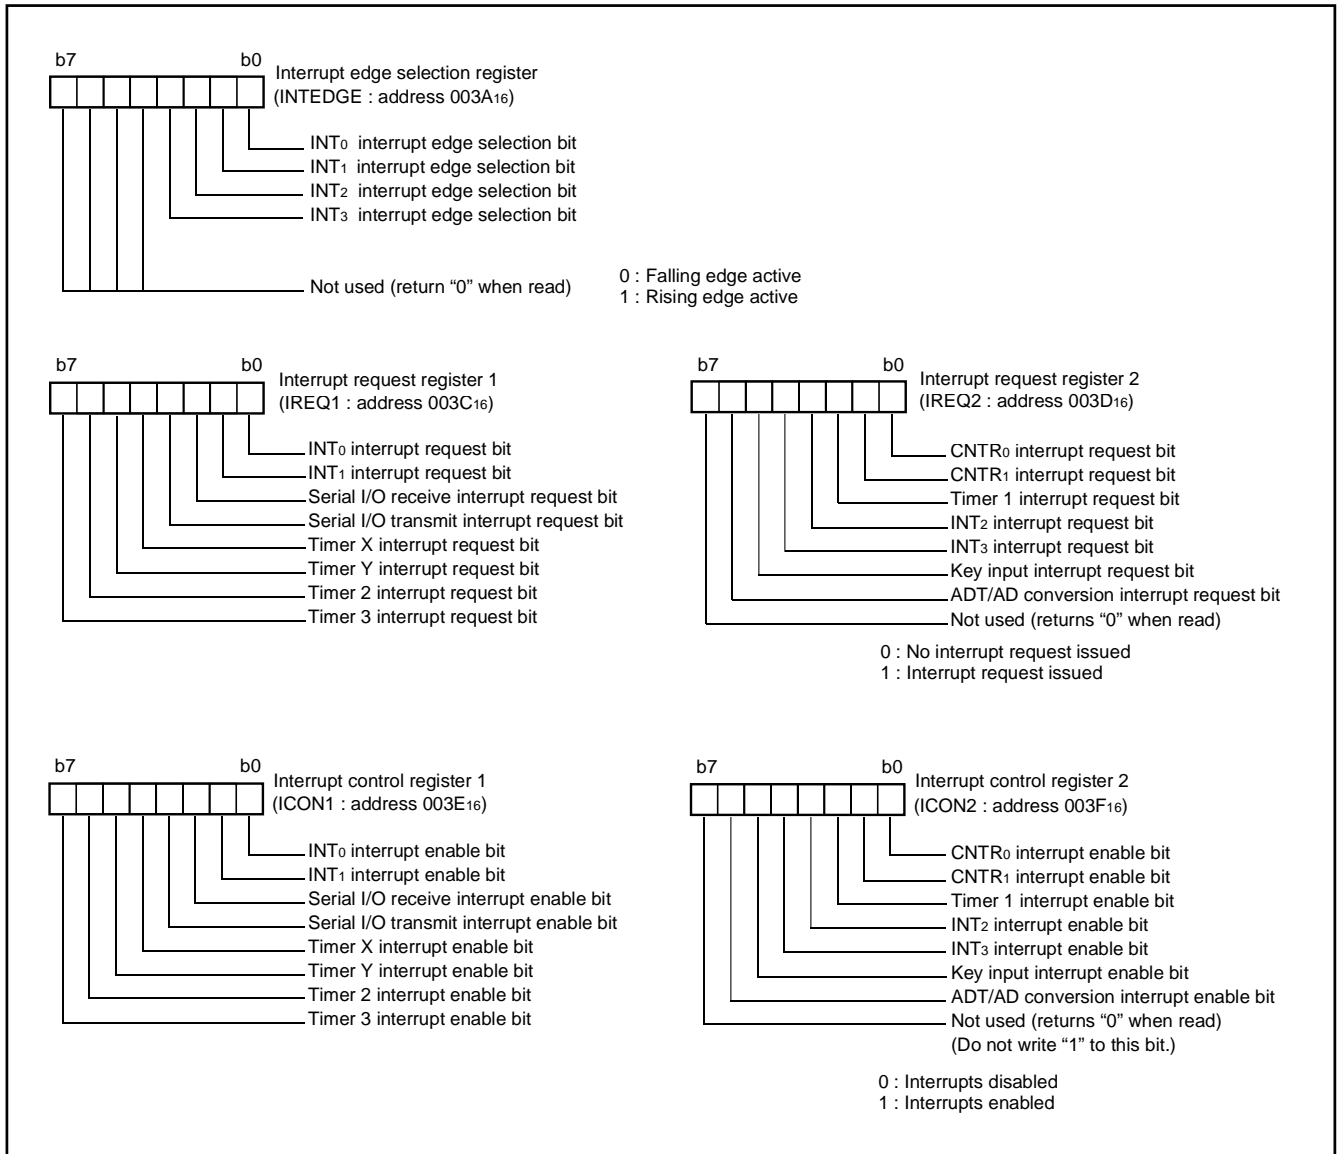 b7 b0
Interrupt edge selection register
(INTEDGE : address 003A16)
INT0 interrupt edge selection bit
INT1 interrupt edge selection bit
INT2 interrupt edge selection bit
INT3 interrupt edge selection bit
Not used (return “0” when read)
0 : Falling edge active
1 : Rising edge active
b7 b0
Interrupt request register 1
(IREQ1 : address 003C16)
INT0 interrupt request bit
INT1 interrupt request bit
Serial I/O receive interrupt request bit
Serial I/O transmit interrupt request bit
Timer X interrupt request bit
Timer Y interrupt request bit
Timer 2 interrupt request bit
Timer 3 interrupt request bit
b7 b0
Interrupt request register 2
(IREQ2 : address 003D16)
CNTR0 interrupt request bit
CNTR1 interrupt request bit
Timer 1 interrupt request bit
INT2 interrupt request bit
INT3 interrupt request bit
Key input interrupt request bit
ADT/AD conversion interrupt request bit
Not used (returns “0” when read)
0 : No interrupt request issued
1 : Interrupt request issued
b7 b0
Interrupt control register 1
(ICON1 : address 003E16)
INT0 interrupt enable bit
INT1 interrupt enable bit
Serial I/O receive interrupt enable bit
Serial I/O transmit interrupt enable bit
Timer X interrupt enable bit
Timer Y interrupt enable bit
Timer 2 interrupt enable bit
Timer 3 interrupt enable bit
b7 b0
Interrupt control register 2
(ICON2 : address 003F16)
CNTR0 interrupt enable bit
CNTR1 interrupt enable bit
Timer 1 interrupt enable bit
INT2 interrupt enable bit
INT3 interrupt enable bit
Key input interrupt enable bit
ADT/AD conversion interrupt enable bit
Not used (returns “0” when read)
(Do not write “1” to this bit.)
0 : Interrupts disabled
1 : Interrupts enabled